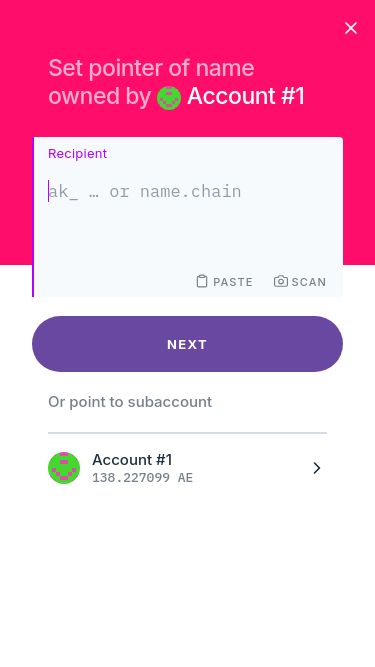 Set pointer of name
owned by Account #1
Recipient
ak_ … or name.chain
PASTE SCAN
NEXT
Or point to subaccount
Account #1
138.227099 AE